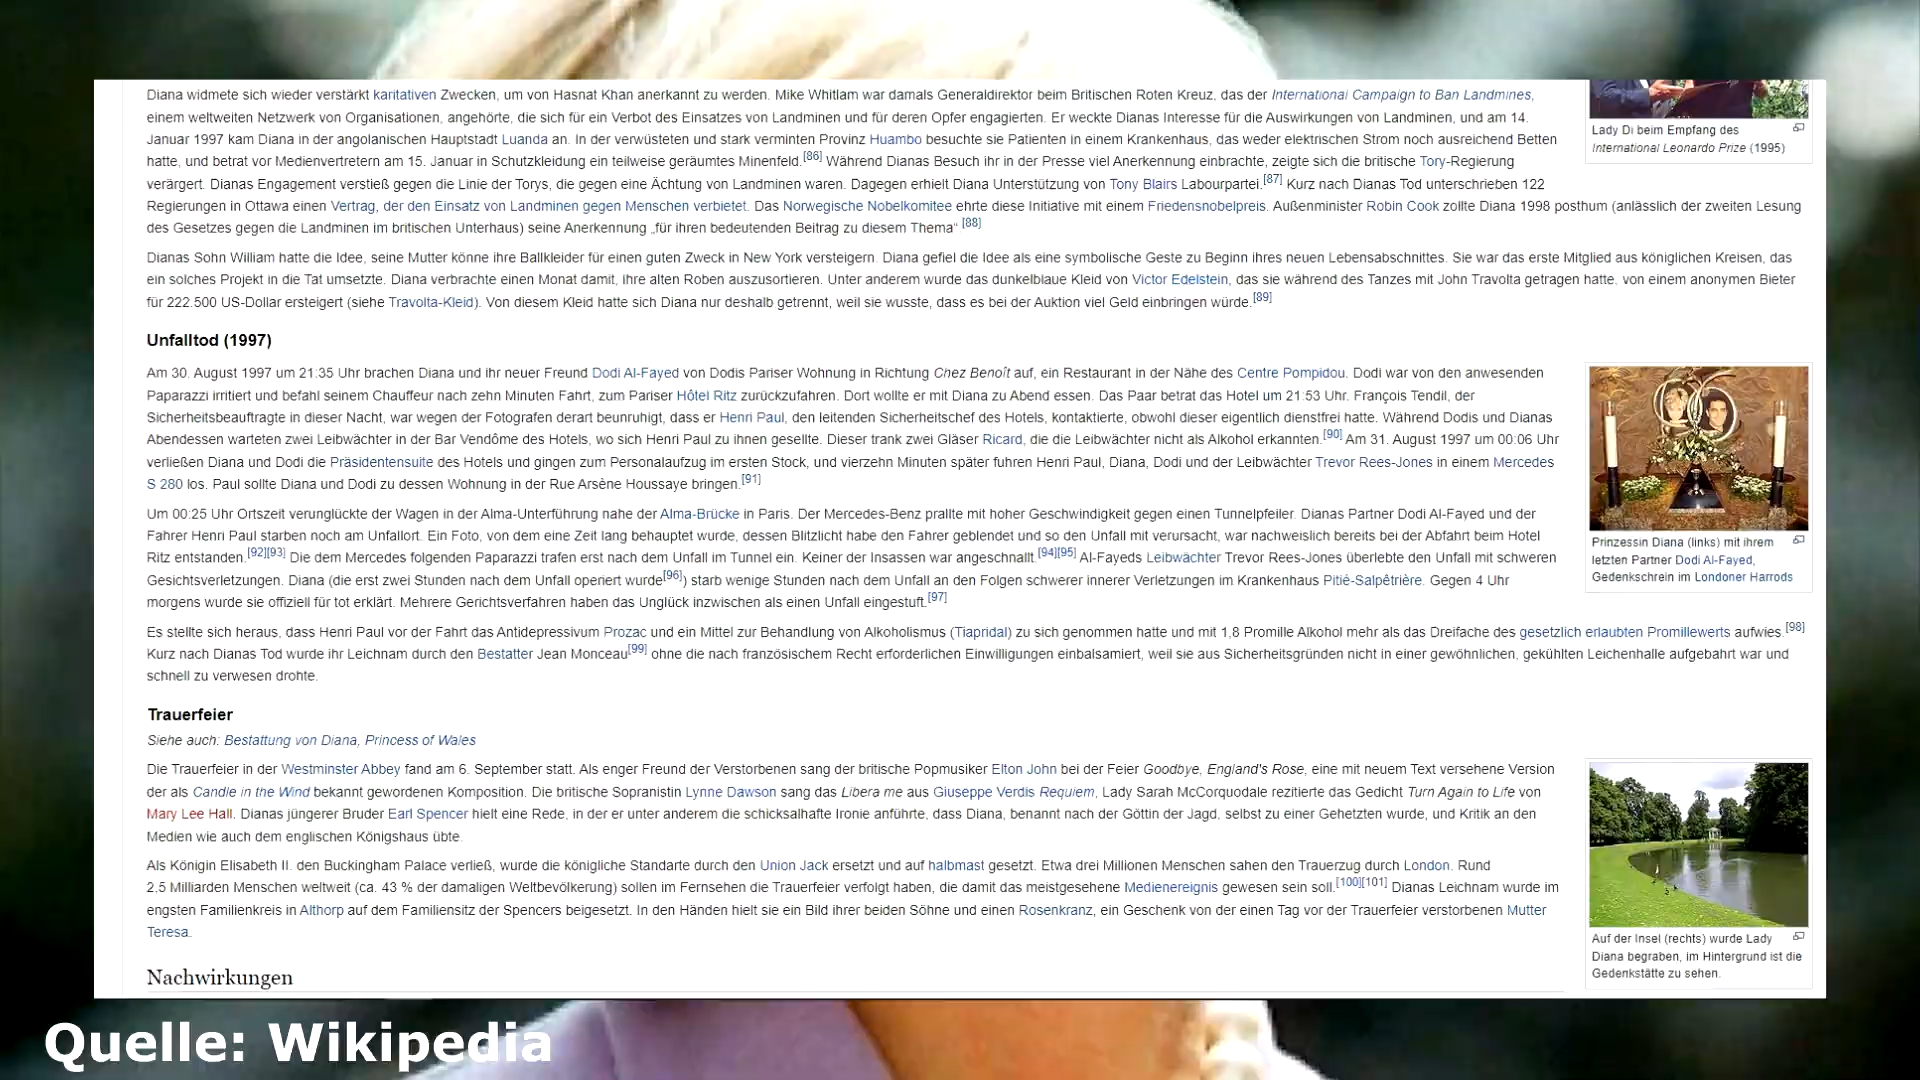 Diana widmete sich wieder verstärkt karitativen Zwecken, um von Hasnat Khan anerkannt zu werden. Mike Whitlam war damals Generaldirektor beim Britischen Roten Kreuz, das der International Campaign to Ban Landmines,
einem weltweiten Netzwerk von Organisationen, angehörte, die sich für ein Verbot des Einsatzes von Landminen und für deren Opfer engagierten. Er weckte Dianas Interesse für die Auswirkungen von Landminen, und am 14.
Januar 1997 kam Diana in der angolanischen Hauptstadt Luanda an. In der verwüsteten und stark verminten Provinz Huambo besuchte sie Patienten in einem Krankenhaus, das weder elektrischen Strom noch ausreichend Betten
hatte, und betrat vor Medienvertretern am 15. Januar in Schutzkleidung ein teilweise geräumtes Minenfeld.[86] Während Dianas Besuch ihr in der Presse viel Anerkennung einbrachte, zeigte sich die britische Tory-Regierung
verärgert. Dianas Engagement verstieß gegen die Linie der Torys, die gegen eine Ächtung von Landminen waren. Dagegen erhielt Diana Unterstützung von Tony Blairs Labourpartei.[87] Kurz nach Dianas Tod unterschrieben 122
Regierungen in Ottawa einen Vertrag, der den Einsatz von Landminen gegen Menschen verbietet. Das Norwegische Nobelkomitee ehrte diese Initiative mit einem Friedensnobelpreis. Außenminister Robin Cook zollte Diana 1998 posthum (anlässlich der zweiten Lesung
des Gesetzes gegen die Landminen im britischen Unterhaus) seine Anerkennung „für ihren bedeutenden Beitrag zu diesem Thema“ [88]
Lady Di beim Empfang des
International Leonardo Prize (1995)
Dianas Sohn William hatte die Idee, seine Mutter könne ihre Ballkleider für einen guten Zweck in New York versteigern. Diana gefiel die Idee als eine symbolische Geste zu Beginn ihres neuen Lebensabschnittes. Sie war das erste Mitglied aus königlichen Kreisen, das
ein solches Projekt in die Tat umsetzte. Diana verbrachte einen Monat damit, ihre alten Roben auszusortieren. Unter anderem wurde das dunkelblaue Kleid von Victor Edelstein, das sie während des Tanzes mit John Travolta getragen hatte, von einem anonymen Bieter
für 222.500 US-Dollar ersteigert (siehe Travolta-Kleid). Von diesem Kleid hatte sich Diana nur deshalb getrennt, weil sie wusste, dass es bei der Auktion viel Geld einbringen würde.[89]
Unfalltod (1997)
Am 30. August 1997 um 21:35 Uhr brachen Diana und ihr neuer Freund Dodi Al-Fayed von Dodis Pariser Wohnung in Richtung Chez Benoît auf, ein Restaurant in der Nähe des Centre Pompidou. Dodi war von den anwesenden
Paparazzi irritiert und befahl seinem Chauffeur nach zehn Minuten Fahrt, zum Pariser Hôtel Ritz zurückzufahren. Dort wollte er mit Diana zu Abend essen. Das Paar betrat das Hotel um 21:53 Uhr. François Tendil, der
Sicherheitsbeauftragte in dieser Nacht, war wegen der Fotografen derart beunruhigt, dass er Henri Paul, den leitenden Sicherheitschef des Hotels, kontaktierte, obwohl dieser eigentlich dienstfrei hatte. Während Dodis und Dianas
Abendessen warteten zwei Leibwächter in der Bar Vendôme des Hotels, wo sich Henri Paul zu ihnen gesellte. Dieser trank zwei Gläser Ricard, die die Leibwächter nicht als Alkohol erkannten.[90] Am 31. August 1997 um 00:06 Uhr
verließen Diana und Dodi die Präsidentensuite des Hotels und gingen zum Personalaufzug im ersten Stock, und vierzehn Minuten später fuhren Henri Paul, Diana, Dodi und der Leibwächter Trevor Rees-Jones in einem Mercedes
S 280 los. Paul sollte Diana und Dodi zu dessen Wohnung in der Rue Arsène Houssaye bringen.[91]
Um 00:25 Uhr Ortszeit verunglückte der Wagen in der Alma-Unterführung nahe der Alma-Brücke in Paris. Der Mercedes-Benz prallte mit hoher Geschwindigkeit gegen einen Tunnelpfeiler. Dianas Partner Dodi Al-Fayed und der
Fahrer Henri Paul starben noch am Unfallort. Ein Foto, von dem eine Zeit lang behauptet wurde, dessen Blitzlicht habe den Fahrer geblendet und so den Unfall mit verursacht, war nachweislich bereits bei der Abfahrt beim Hotel
Ritz entstanden.[92][93] Die dem Mercedes folgenden Paparazzi trafen erst nach dem Unfall im Tunnel ein. Keiner der Insassen war angeschnallt.[94][95] Al-Fayeds Leibwächter Trevor Rees-Jones überlebte den Unfall mit schweren
Gesichtsverletzungen. Diana (die erst zwei Stunden nach dem Unfall operiert wurde[96]) starb wenige Stunden nach dem Unfall an den Folgen schwerer innerer Verletzungen im Krankenhaus Pitié-Salpêtrière. Gegen 4 Uhr
morgens wurde sie offiziell für tot erklärt. Mehrere Gerichtsverfahren haben das Unglück inzwischen als einen Unfall eingestuft.[97]
Prinzessin Diana (links) mit ihrem
letzten Partner Dodi Al-Fayed,
Gedenkschrein im Londoner Harrods
Es stellte sich heraus, dass Henri Paul vor der Fahrt das Antidepressivum Prozac und ein Mittel zur Behandlung von Alkoholismus (Tiapridal) zu sich genommen hatte und mit 1,8 Promille Alkohol mehr als das Dreifache des gesetzlich erlaubten Promillewerts aufwies.[98]
Kurz nach Dianas Tod wurde ihr Leichnam durch den Bestatter Jean Monceau[99] ohne die nach französischem Recht erforderlichen Einwilligungen einbalsamiert, weil sie aus Sicherheitsgründen nicht in einer gewöhnlichen, gekühlten Leichenhalle aufgebahrt war und
schnell zu verwesen drohte.
Trauerfeier
Siehe auch: Bestattung von Diana, Princess of Wales
Die Trauerfeier in der Westminster Abbey fand am 6. September statt. Als enger Freund der Verstorbenen sang der britische Popmusiker Elton John bei der Feier Goodbye, England's Rose, eine mit neuem Text versehene Version
der als Candle in the Wind bekannt gewordenen Komposition. Die britische Sopranistin Lynne Dawson sang das Libera me aus Giuseppe Verdis Requiem, Lady Sarah McCorquodale rezitierte das Gedicht Turn Again to Life von
Mary Lee Hall. Dianas jüngerer Bruder Earl Spencer hielt eine Rede, in der er unter anderem die schicksalhafte Ironie anführte, dass Diana, benannt nach der Göttin der Jagd, selbst zu einer Gehetzten wurde, und Kritik an den
Medien wie auch dem englischen Königshaus übte.
Als Königin Elisabeth II. den Buckingham Palace verließ, wurde die königliche Standarte durch den Union Jack ersetzt und auf halbmast gesetzt. Etwa drei Millionen Menschen sahen den Trauerzug durch London. Rund
2,5 Milliarden Menschen weltweit (ca. 43 % der damaligen Weltbevölkerung) sollen im Fernsehen die Trauerfeier verfolgt haben, die damit das meistgesehene Medienereignis gewesen sein soll.[100][101] Dianas Leichnam wurde im
engsten Familienkreis in Althorp auf dem Familiensitz der Spencers beigesetzt. In den Händen hielt sie ein Bild ihrer beiden Söhne und einen Rosenkranz, ein Geschenk von der einen Tag vor der Trauerfeier verstorbenen Mutter
Teresa.
Auf der Insel (rechts) wurde Lady
Diana begraben, im Hintergrund ist die
Gedenkstätte zu sehen.
Nachwirkungen
Quelle: Wikipedia